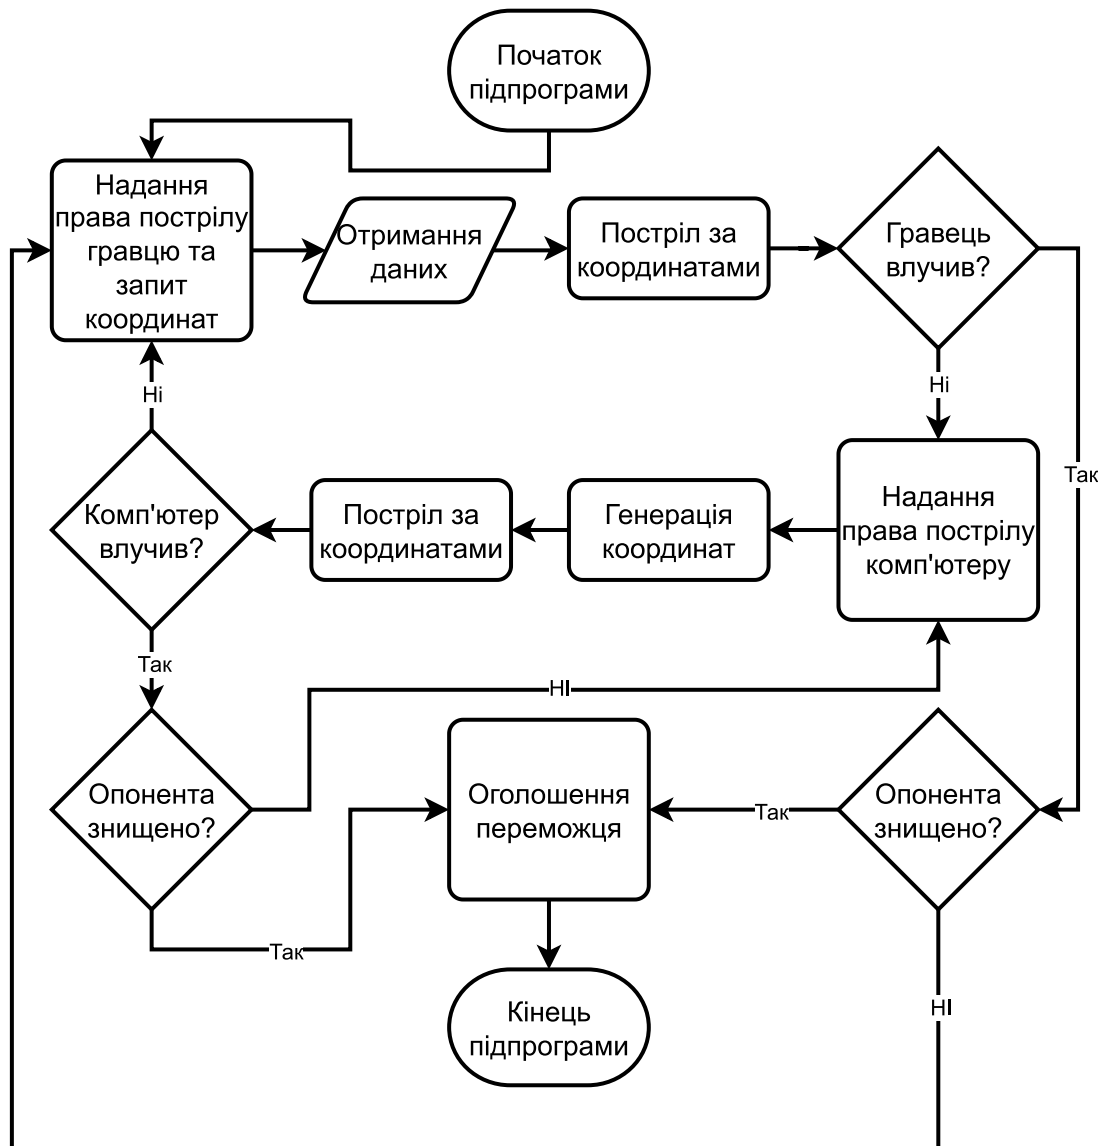 Початок
підпрограми
Надання
права пострілу
гравцю та
запит
координат
Отримання
даних
Постріл за
координатами
Гравець
влучив?
Ні
Ні
Так
Комп'ютер
влучив?
Постріл за
координатами
Генерація
координат
Надання
права пострілу
комп'ютеру
Так
НІ
Опонента
знищено?
Оголошення
переможця
Так
Опонента
знищено?
Так
НІ
Кінець
підпрограми